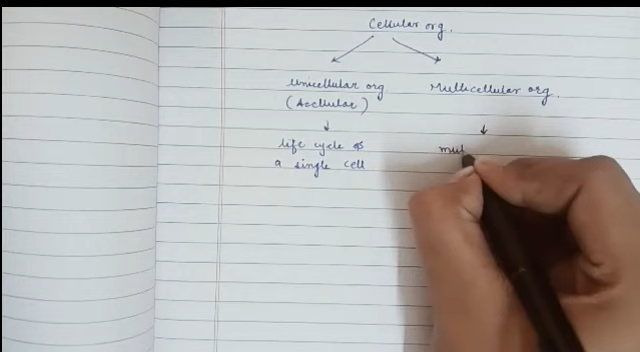 Cellular org.
Unicellular org
Multicellular org.
(Acellular)
life cycle of
a single cell
mul